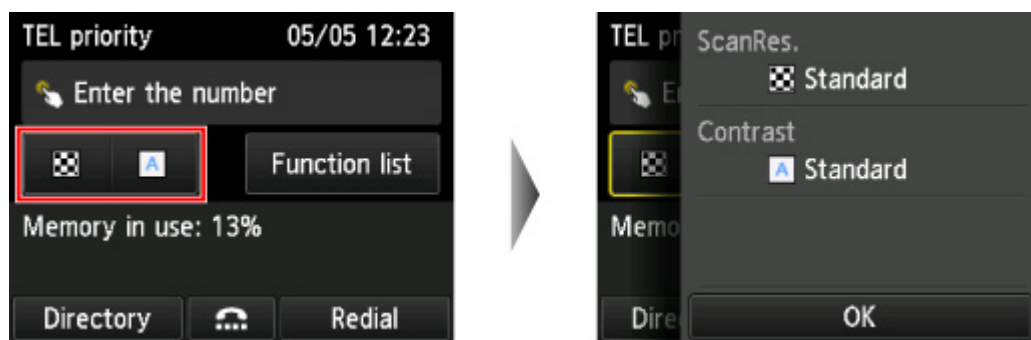 TEL priority 05/05 12:23
Enter the number
A Function list
Memory in use: 13%
Directory Redial
TEL pr
E
Memo
Dire
ScanRes.
Standard
Contrast
A Standard
OK